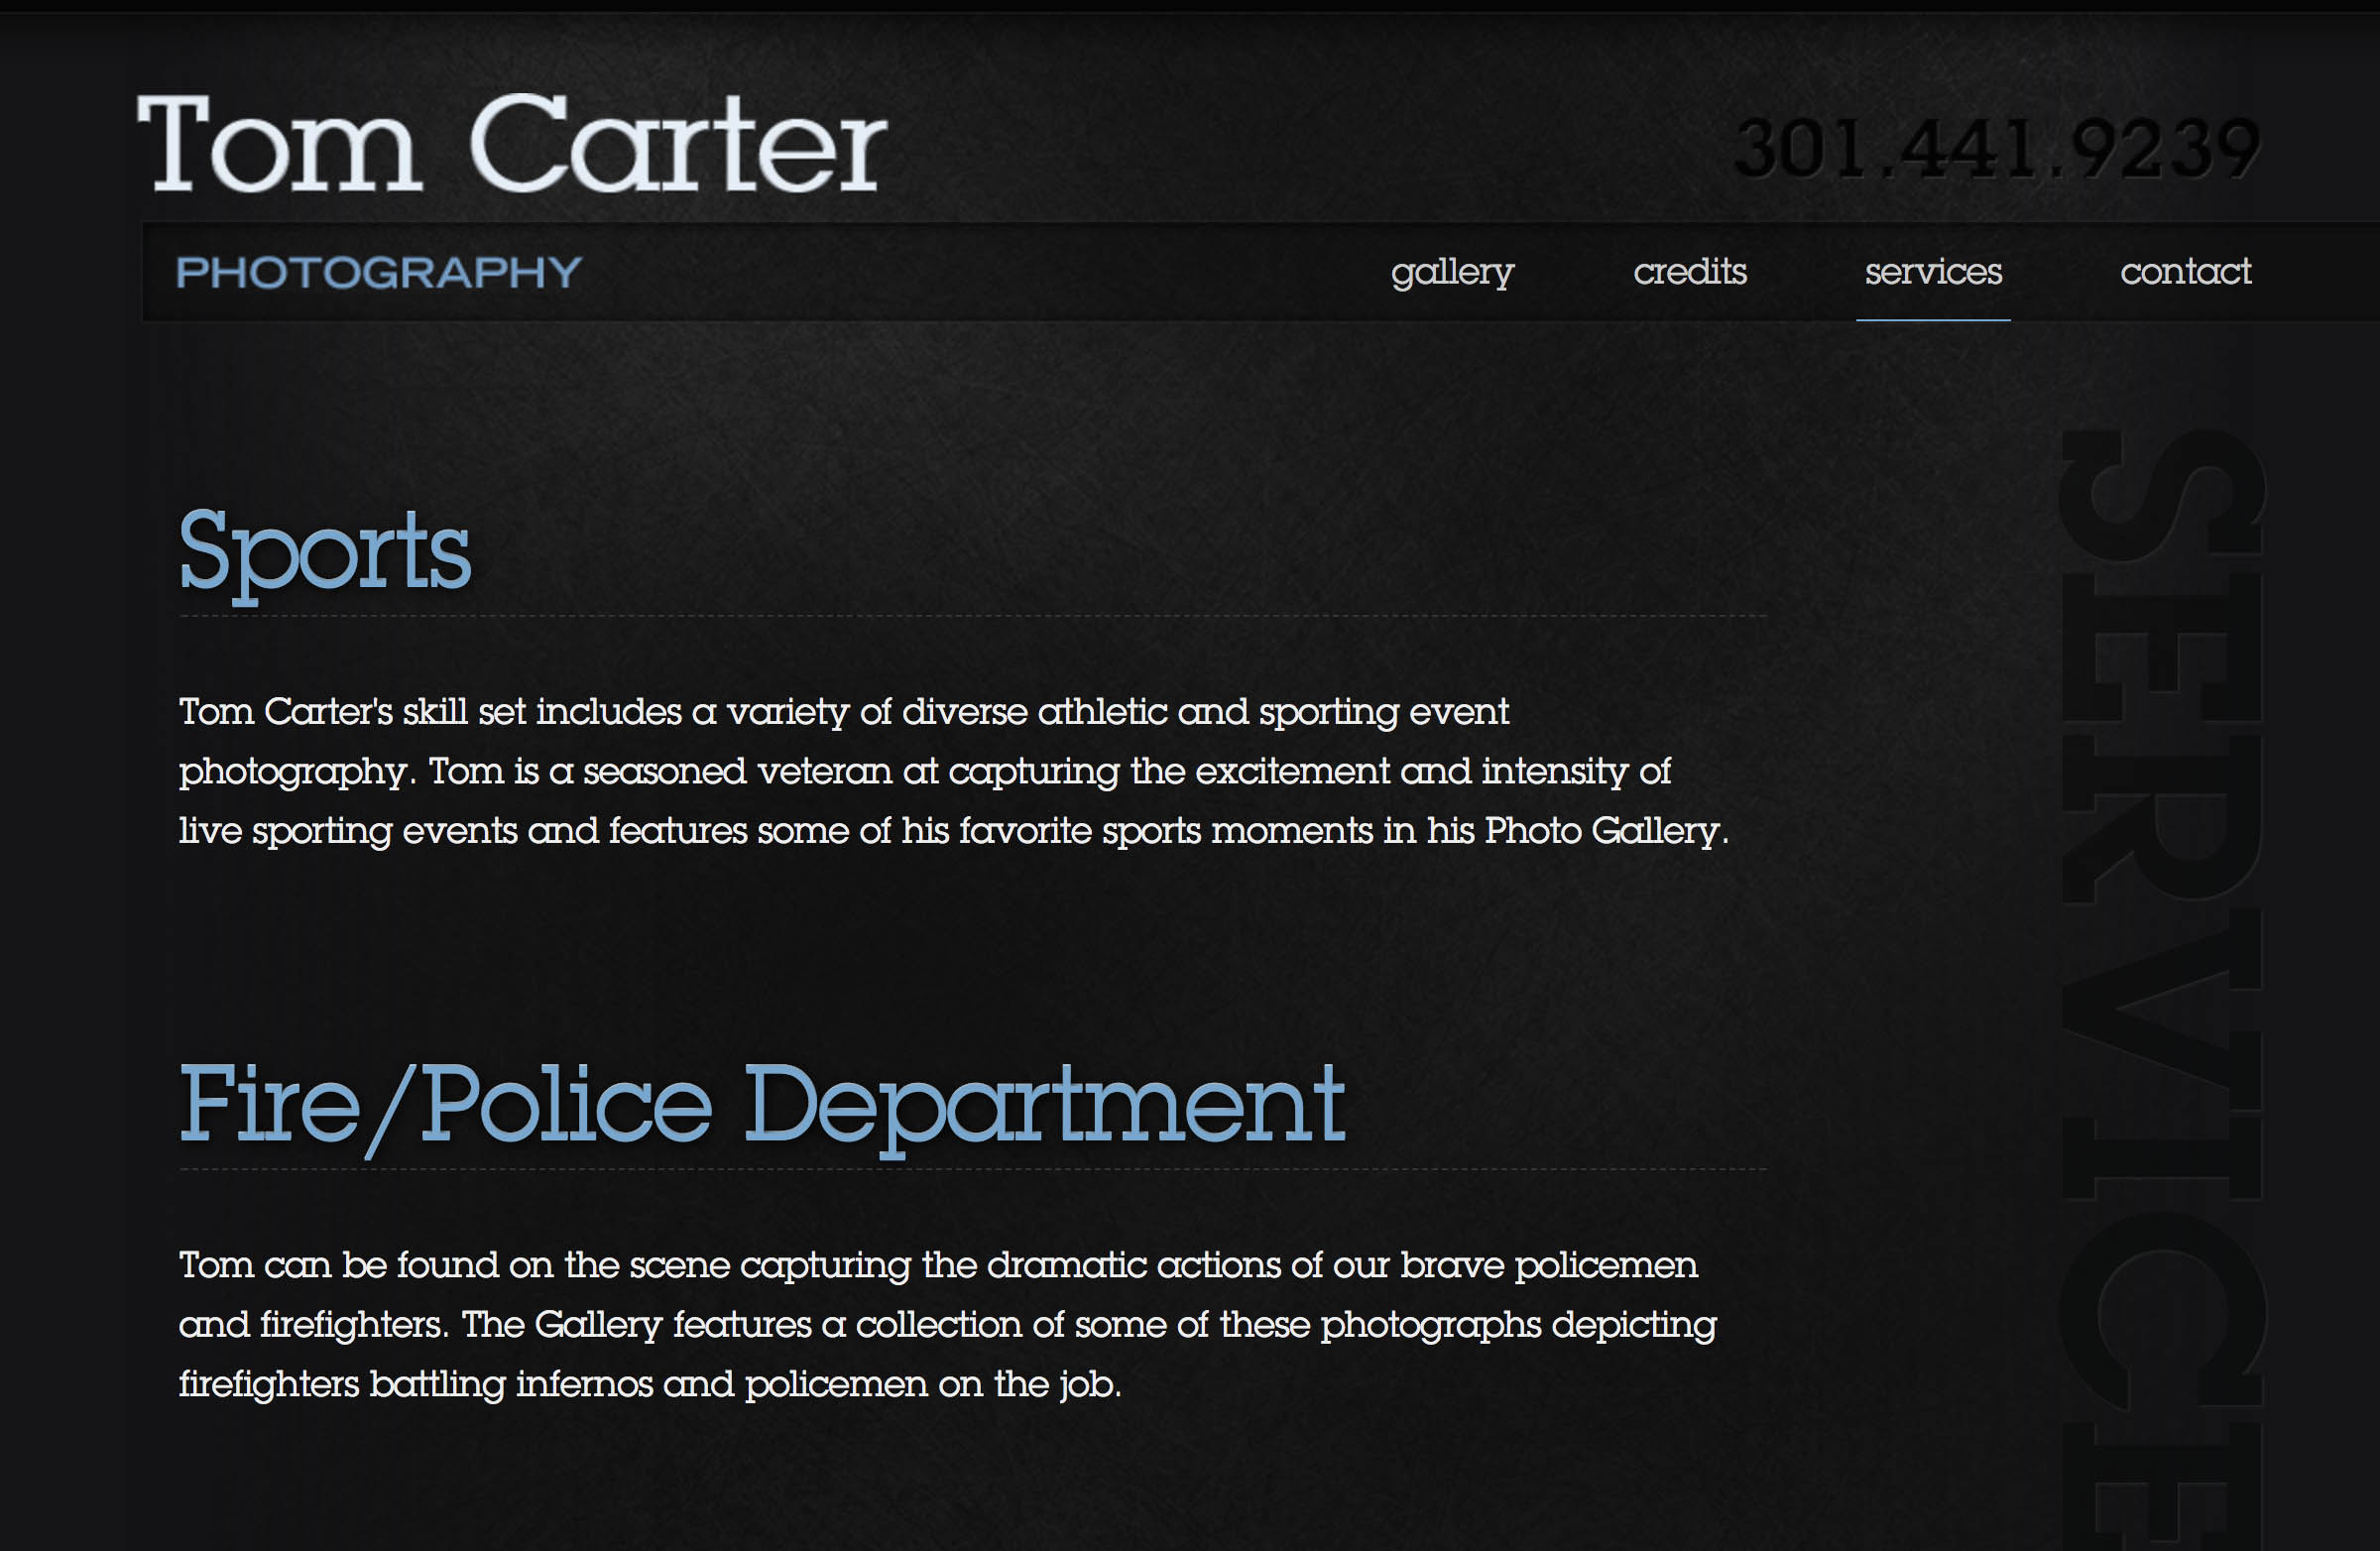 Tom Carter
301.441.9239
PHOTOGRAPHY
gallery credits services contact
Sports
Tom Carter's skill set includes a variety of diverse athletic and sporting event
photography. Tom is a seasoned veteran at capturing the excitement and intensity of
live sporting events and features some of his favorite sports moments in his Photo Gallery.
Fire/Police Department
Tom can be found on the scene capturing the dramatic actions of our brave policemen
and firefighters. The Gallery features a collection of some of these photographs depicting
firefighters battling infernos and policemen on the job.
SERVICE